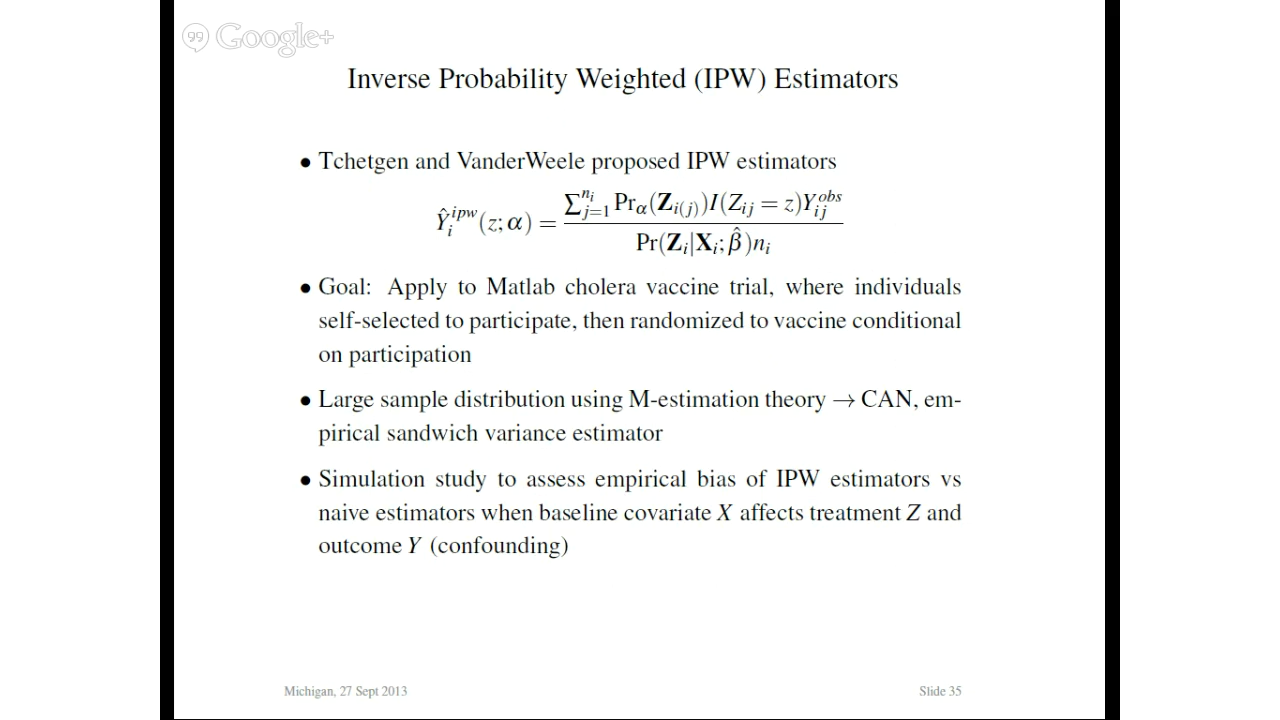 Google+
Inverse Probability Weighted (IPW) Estimators
• Tchetgen and VanderWeele proposed IPW estimators
Ŷ_i^{ipw}(z; α) = \frac{∑_{j=1}^{n_i} Pr_α(Z_{i(j)})I(Z_{ij} = z)Y_{ij}^{obs}}{Pr(Z_i|X_i; β̂)n_i}
• Goal: Apply to Matlab cholera vaccine trial, where individuals
self-selected to participate, then randomized to vaccine conditional
on participation
• Large sample distribution using M-estimation theory → CAN, em-
pirical sandwich variance estimator
• Simulation study to assess empirical bias of IPW estimators vs
naive estimators when baseline covariate X affects treatment Z and
outcome Y (confounding)
Michigan, 27 Sept 2013
Slide 35